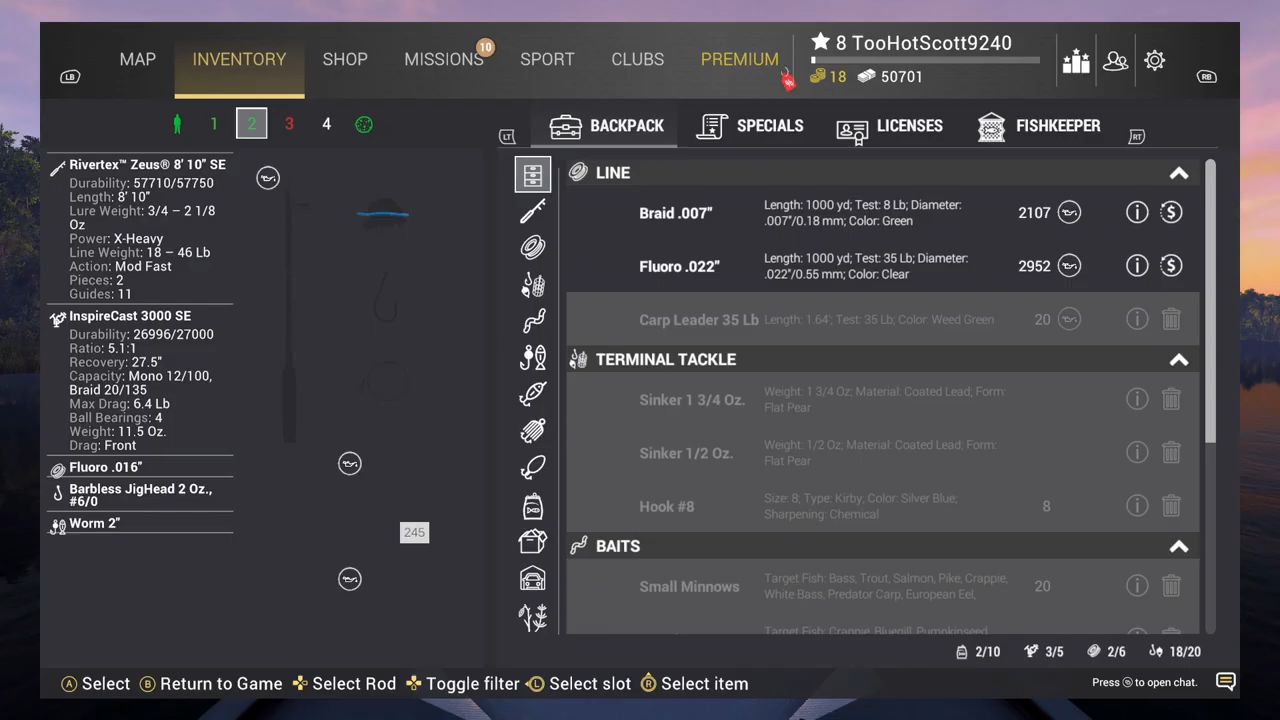 MAP
INVENTORY
SHOP
MISSIONS
10
SPORT
CLUBS
PREMIUM
8 TooHotScott9240
18
50701
LB
RB
1
2
3
4
LT
BACKPACK
SPECIALS
LICENSES
FISHKEEPER
RT
Rivertex™ Zeus® 8' 10" SE
Durability: 57710/57750
Length: 8' 10"
Lure Weight: 3/4 – 2 1/8
Oz
Power: X-Heavy
Line Weight: 18 – 46 Lb
Action: Mod Fast
Pieces: 2
Guides: 11
InspireCast 3000 SE
Durability: 26996/27000
Ratio: 5.1:1
Recovery: 27.5"
Capacity: Mono 12/100,
Braid 20/135
Max Drag: 6.4 Lb
Ball Bearings: 4
Weight: 11.5 Oz.
Drag: Front
Fluoro .016"
Barbless JigHead 2 Oz.,
#6/0
Worm 2"
245
LINE
Braid .007"
Length: 1000 yd; Test: 8 Lb; Diameter:
.007"/0.18 mm; Color: Green
2107
Fluoro .022"
Length: 1000 yd; Test: 35 Lb; Diameter:
.022"/0.55 mm; Color: Clear
2952
Carp Leader 35 Lb
Length: 1.64'; Test: 35 Lb; Color: Weed Green
20
TERMINAL TACKLE
Sinker 1 3/4 Oz.
Weight: 1 3/4 Oz; Material: Coated Lead; Form:
Flat Pear
Sinker 1/2 Oz.
Weight: 1/2 Oz; Material: Coated Lead; Form:
Flat Pear
Hook #8
Size: 8, Type: Kirby; Color: Silver Blue;
Sharpening: Chemical
8
BAITS
Small Minnows
Target Fish: Bass, Trout, Salmon, Pike, Crappie,
White Bass, Predator Carp, European Eel,
20
Target Fish: Crappie, Bluegill, Pumpkinseed,
2/10
3/5
2/6
18/20
A Select
B Return to Game
Select Rod
Toggle filter
L Select slot
R Select item
Press to open chat.